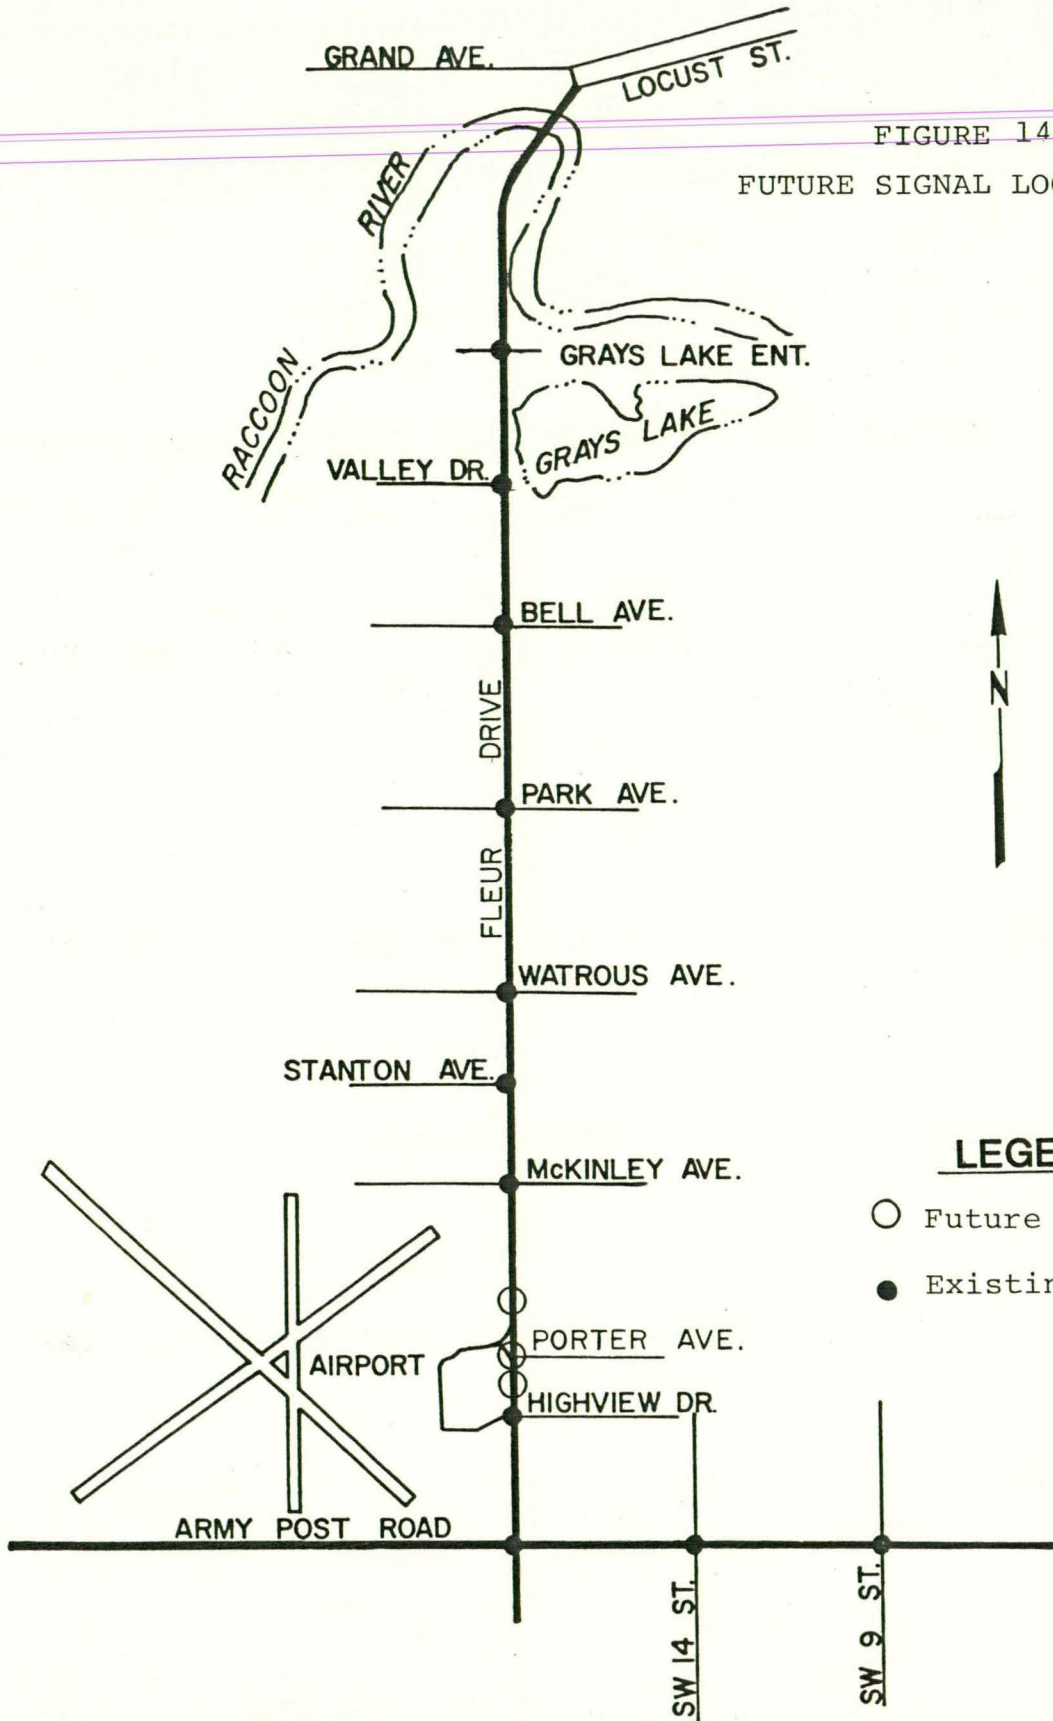 GRAND AVE.
LOCUST ST.
FIGURE 14
FUTURE SIGNAL LOC
RIVER
RACCOON
GRAYS LAKE ENT.
GRAYS LAKE
VALLEY DR.
BELL AVE.
N
DRIVE
PARK AVE.
FLEUR
WATROUS AVE.
STANTON AVE.
McKINLEY AVE.
LEGE
Future
Existin
PORTER AVE.
AIRPORT
HIGHVIEW DR.
ARMY POST ROAD
SW 14 ST.
SW 9 ST.